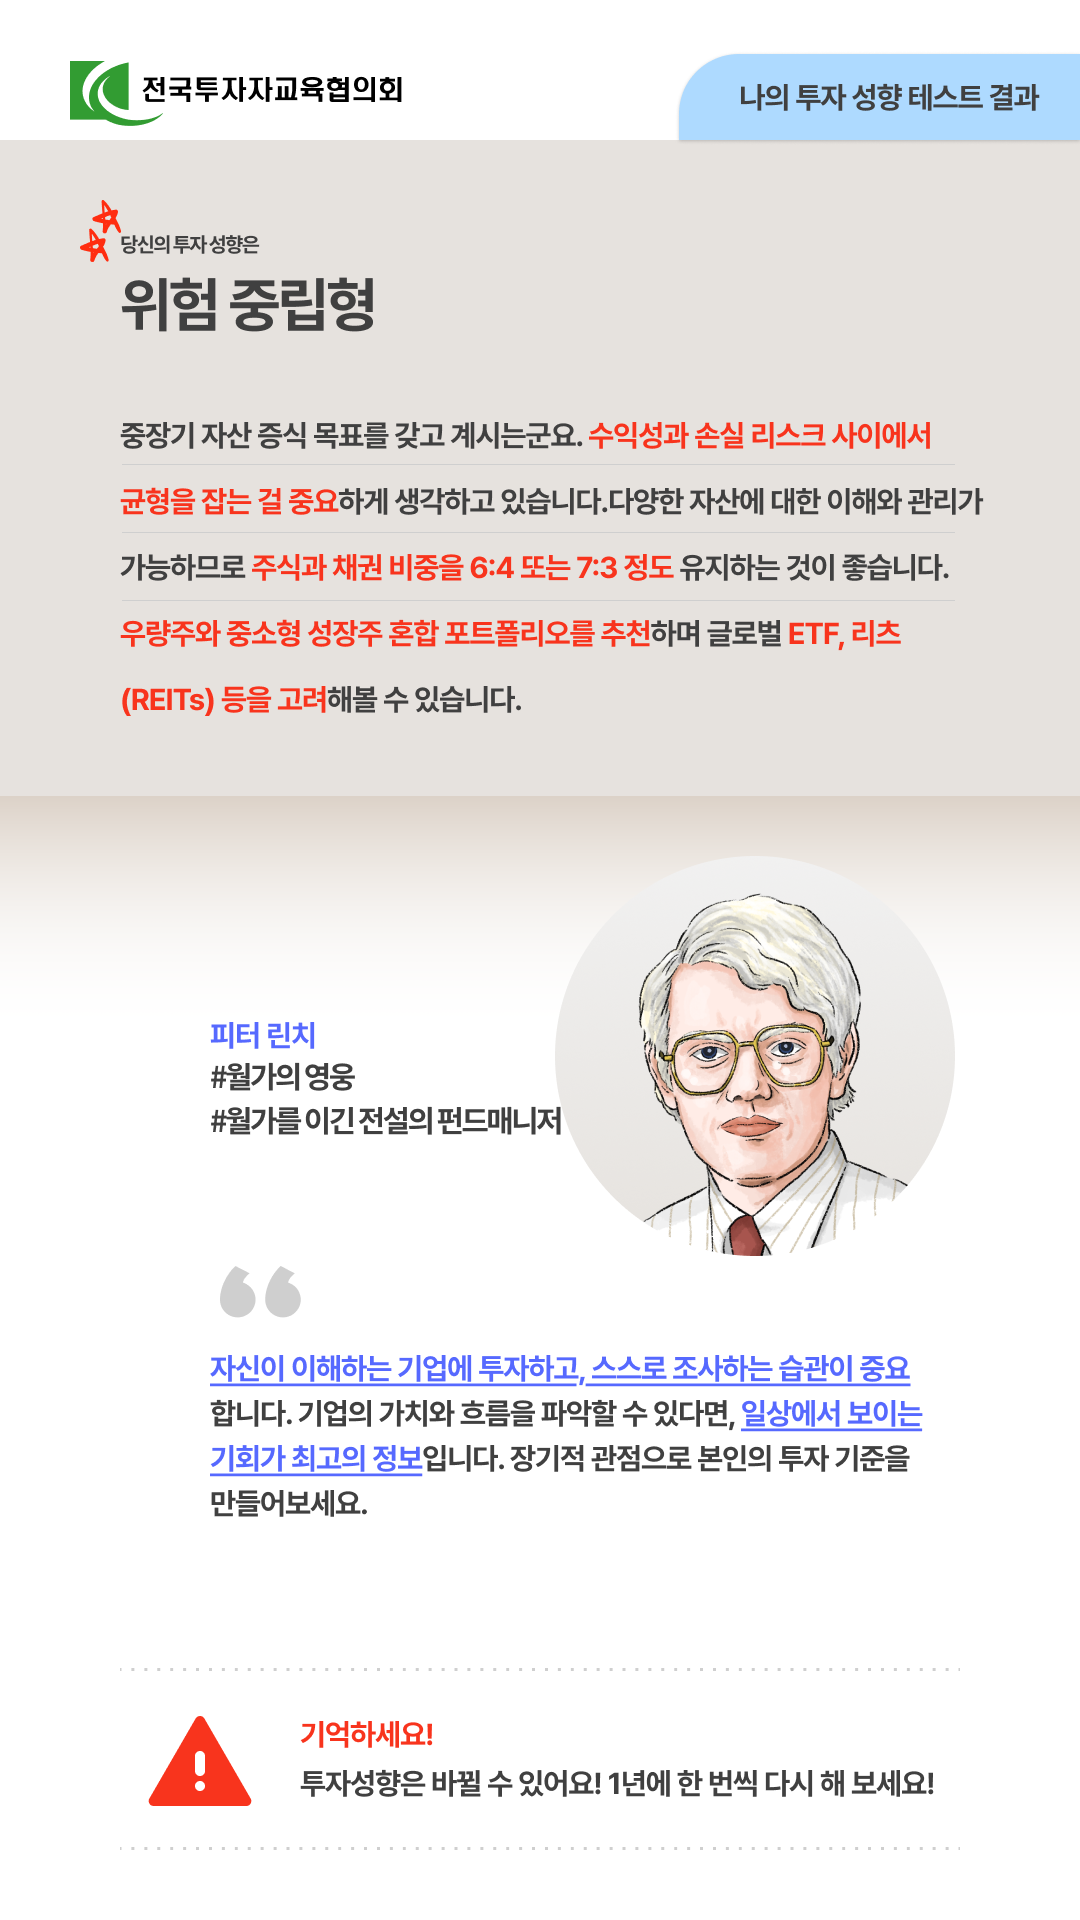 전국투자자교육협의회
나의 투자 성향 테스트 결과
당신의 투자 성향은
위험 중립형
중장기 자산 증식 목표를 갖고 계시는군요. 수익성과 손실 리스크 사이에서
균형을 잡는 걸 중요하게 생각하고 있습니다.다양한 자산에 대한 이해와 관리가
가능하므로 주식과 채권 비중을 6:4 또는 7:3 정도 유지하는 것이 좋습니다.
우량주와 중소형 성장주 혼합 포트폴리오를 추천하며 글로벌 ETF, 리츠
(REITs) 등을 고려해볼 수 있습니다.
피터 린치
#월가의 영웅
#월가를 이긴 전설의 펀드매니저
“
자신이 이해하는 기업에 투자하고, 스스로 조사하는 습관이 중요
합니다. 기업의 가치와 흐름을 파악할 수 있다면, 일상에서 보이는
기회가 최고의 정보입니다. 장기적 관점으로 본인의 투자 기준을
만들어보세요.
기억하세요!
투자성향은 바뀔 수 있어요! 1년에 한 번씩 다시 해 보세요!